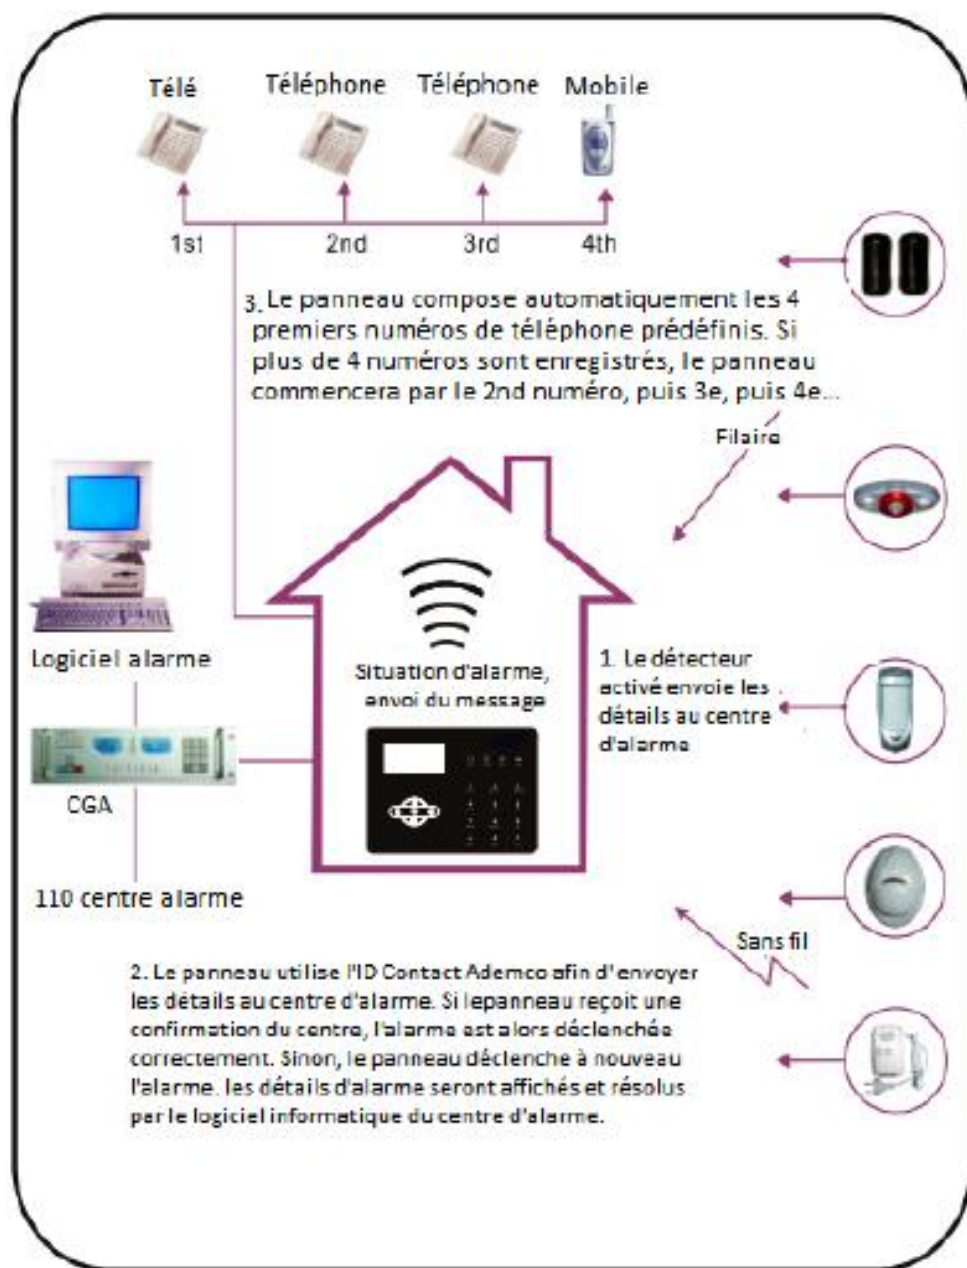 Télé
Téléphone
Téléphone
Mobile
1st
2nd
3rd
4th
3. Le panneau compose automatiquement les 4
premiers numéros de téléphone prédéfinis. Si
plus de 4 numéros sont enregistrés, le panneau
commencera par le 2nd numéro, puis 3e, puis 4e...
Filaire
Logiciel alarme
Situation d'alarme,
envoi du message
1. Le détecteur
activé envoie les
détails au centre
d'alarme
CGA
110 centre alarme
Sans fil
2. Le panneau utilise l'ID Contact Ademco afin d'envoyer
les détails au centre d'alarme. Si lepanneau reçoit une
confirmation du centre, l'alarme est alors déclenchée
correctement. Sinon, le panneau déclenche à nouveau
l'alarme. les détails d'alarme seront affichés et résolus
par le logiciel informatique du centre d'alarme.